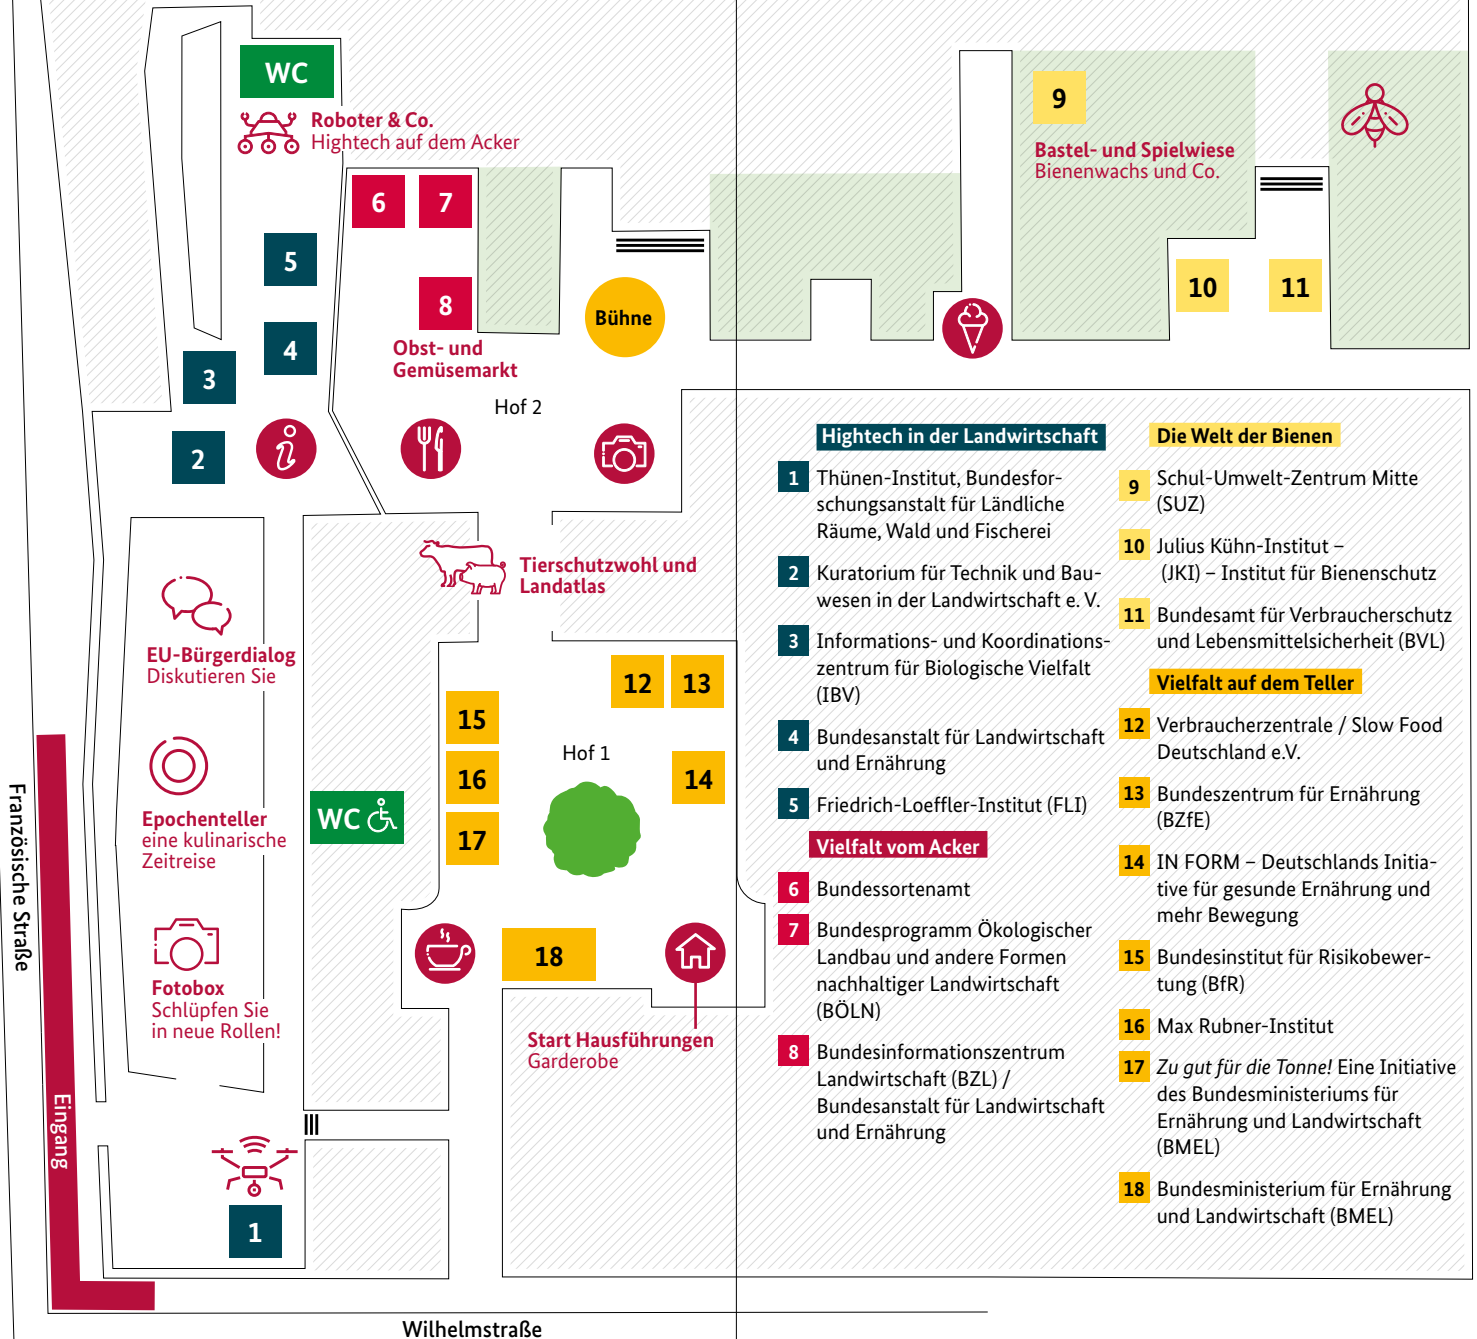 WC
Roboter & Co.
Hightech auf dem Acker
9
Bastel- und Spielwiese
Bienenwachs und Co.
6
7
5
8
10
11
Bühne
4
Obst- und
Gemüsemarkt
3
Hof 2
2
Tierschutzwohl und
Landatlas
EU-Bürgerdialog
Diskutieren Sie
12
13
15
Hof 1
16
14
Epochenteller
eine kulinarische
Zeitreise
WC
17
Französische Straße
18
Fotobox
Schlüpfen Sie
in neue Rollen!
Start Hausführungen
Garderobe
Eingang
1
Wilhelmstraße
Hightech in der Landwirtschaft
1 Thünen-Institut, Bundesfor-
schungsanstalt für Ländliche
Räume, Wald und Fischerei
2 Kuratorium für Technik und Bau-
wesen in der Landwirtschaft e. V.
3 Informations- und Koordinations-
zentrum für Biologische Vielfalt
(IBV)
4 Bundesanstalt für Landwirtschaft
und Ernährung
5 Friedrich-Loeffler-Institut (FLI)
Vielfalt vom Acker
6 Bundessortenamt
7 Bundesprogramm Ökologischer
Landbau und andere Formen
nachhaltiger Landwirtschaft
(BÖLN)
8 Bundesinformationszentrum
Landwirtschaft (BZL) /
Bundesanstalt für Landwirtschaft
und Ernährung
Die Welt der Bienen
9 Schul-Umwelt-Zentrum Mitte
(SUZ)
10 Julius Kühn-Institut –
(JKI) – Institut für Bienenschutz
11 Bundesamt für Verbraucherschutz
und Lebensmittelsicherheit (BVL)
Vielfalt auf dem Teller
12 Verbraucherzentrale / Slow Food
Deutschland e.V.
13 Bundeszentrum für Ernährung
(BZfE)
14 IN FORM – Deutschlands Initia-
tive für gesunde Ernährung und
mehr Bewegung
15 Bundesinstitut für Risikobewer-
tung (BfR)
16 Max Rubner-Institut
17 Zu gut für die Tonne! Eine Initiative
des Bundesministeriums für
Ernährung und Landwirtschaft
(BMEL)
18 Bundesministerium für Ernährung
und Landwirtschaft (BMEL)